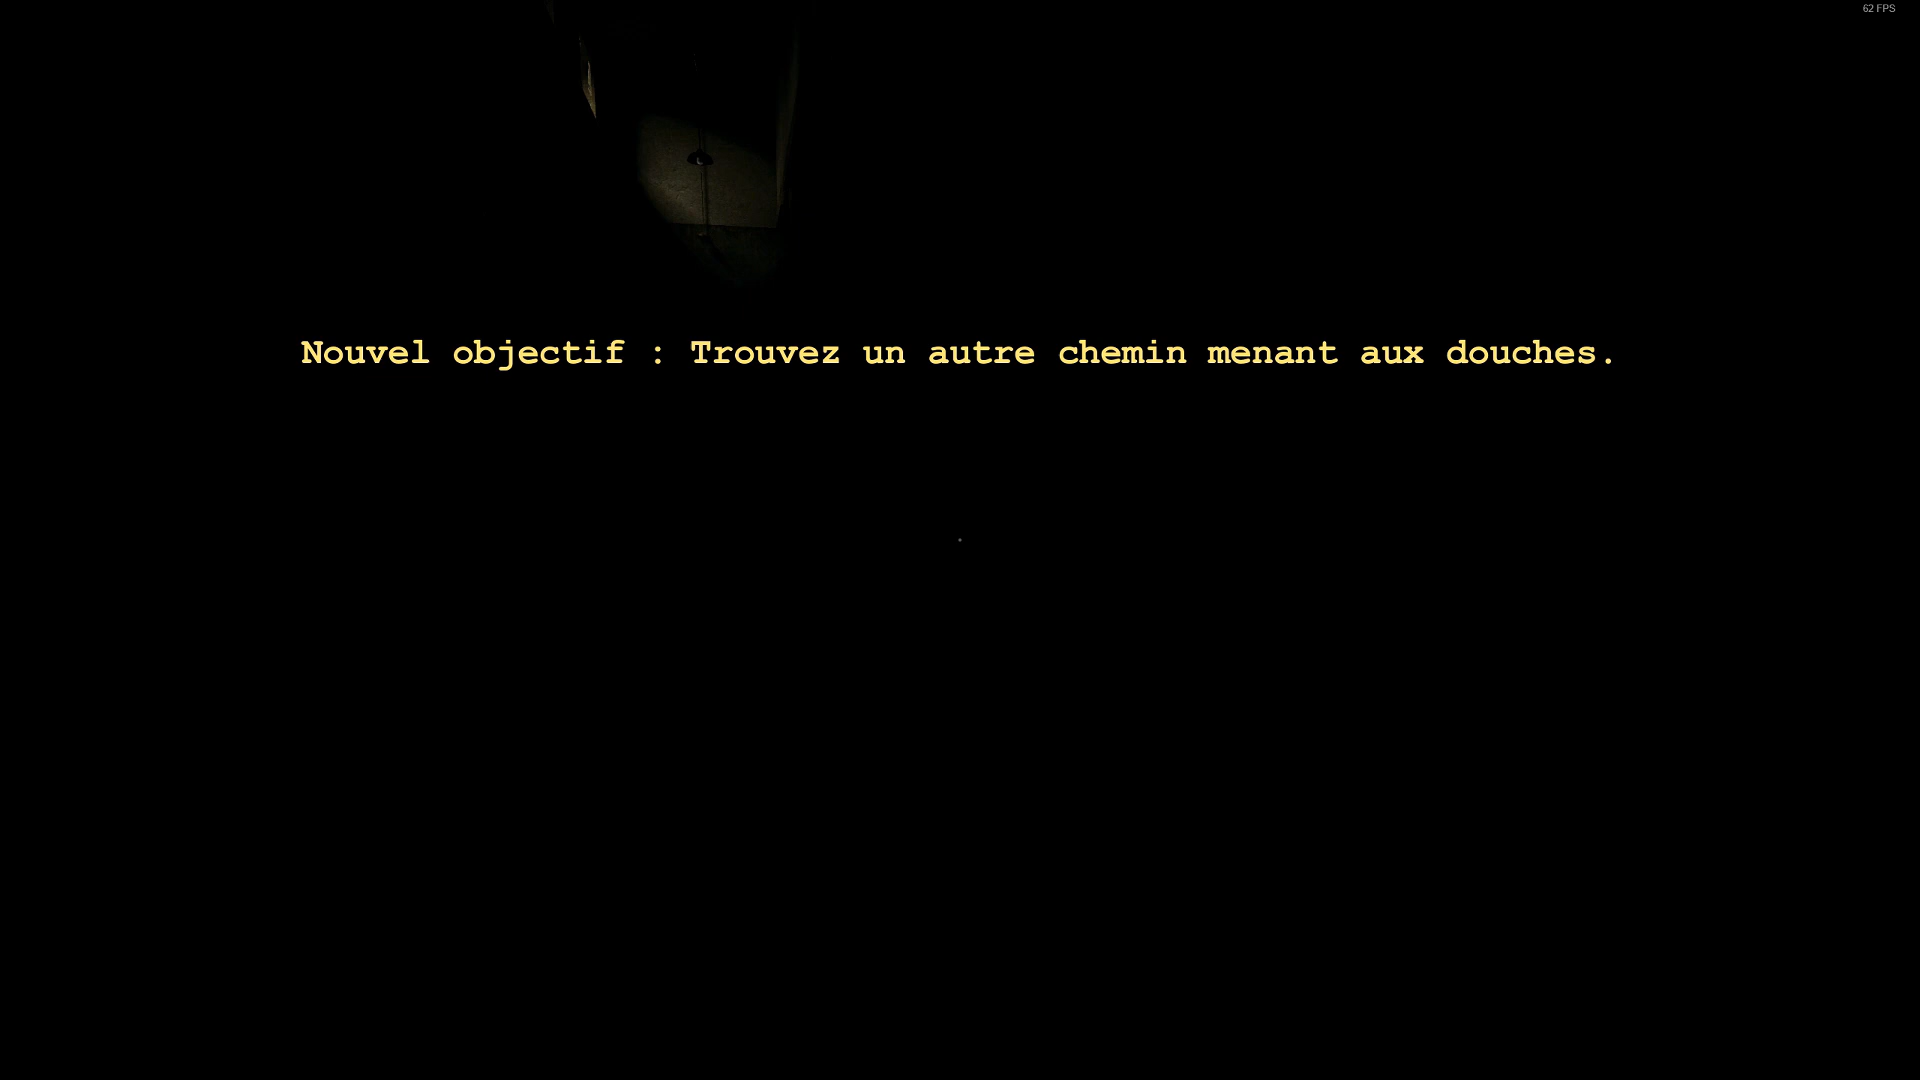 62 FPS
Nouvel objectif : Trouvez un autre chemin menant aux douches.